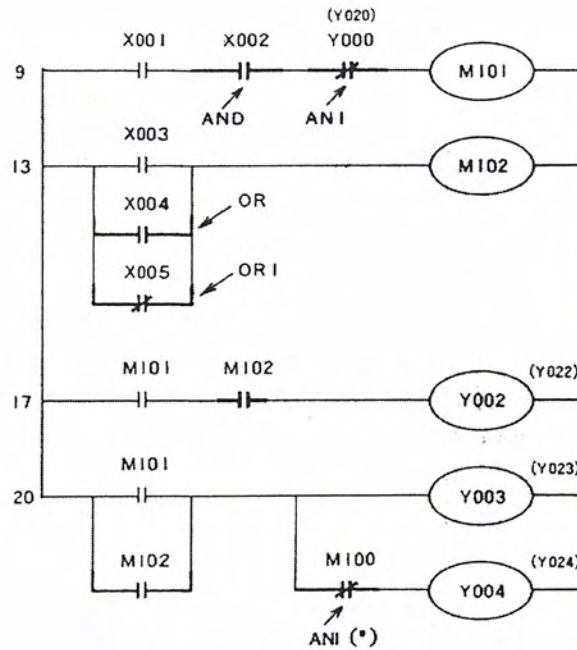 (Y020)
X001 X002 Y000
9 M101
AND ANI
X003
13 M102
X004
OR
X005
ORI
M101 M102
(Y022)
17 Y002
M101
(Y023)
20 Y003
M102 M100
(Y024)
Y004
ANI (*)